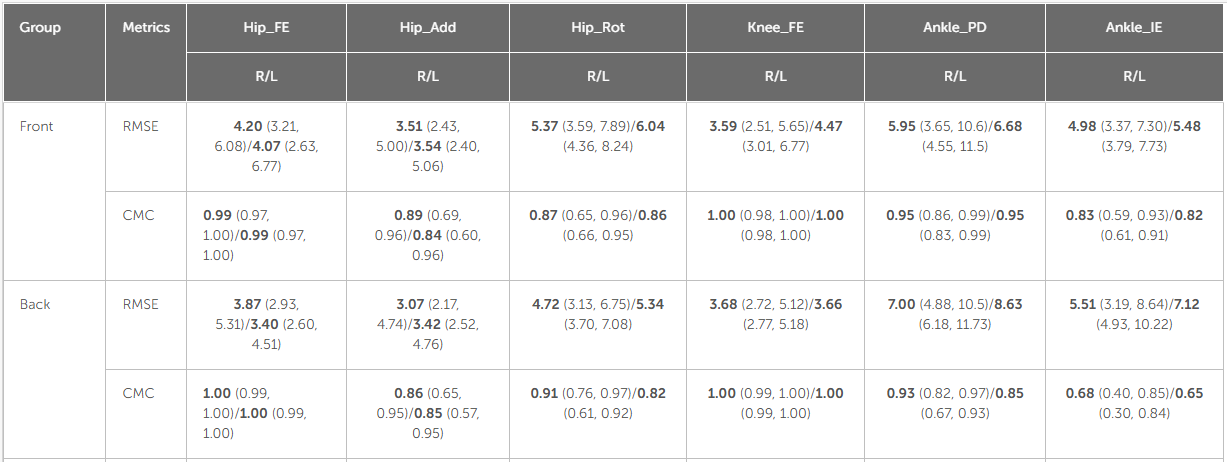 Group Metrics Hip_FE Hip_Add Hip_Rot Knee_FE Ankle_PD Ankle_IE
R/L R/L R/L R/L R/L R/L
Front RMSE 4.20 (3.21, 3.51 (2.43, 5.37 (3.59, 7.89)/6.04 3.59 (2.51, 5.65)/4.47 5.95 (3.65, 10.6)/6.68 4.98 (3.37, 7.30)/5.48
6.08)/4.07 (2.63, 5.00)/3.54 (2.40, (4.36, 8.24) (3.01, 6.77) (4.55, 11.5) (3.79, 7.73)
6.77) 5.06)
CMC 0.99 (0.97, 0.89 (0.69, 0.87 (0.65, 0.96)/0.86 1.00 (0.98, 1.00)/1.00 0.95 (0.86, 0.99)/0.95 0.83 (0.59, 0.93)/0.82
1.00)/0.99 (0.97, 0.96)/0.84 (0.60, (0.66, 0.95) (0.98, 1.00) (0.83, 0.99) (0.61, 0.91)
1.00) 0.96)
Back RMSE 3.87 (2.93, 3.07 (2.17, 4.72 (3.13, 6.75)/5.34 3.68 (2.72, 5.12)/3.66 7.00 (4.88, 10.5)/8.63 5.51 (3.19, 8.64)/7.12
5.31)/3.40 (2.60, 4.74)/3.42 (2.52, (3.70, 7.08) (2.77, 5.18) (6.18, 11.73) (4.93, 10.22)
4.51) 4.76)
CMC 1.00 (0.99, 0.86 (0.65, 0.91 (0.76, 0.97)/0.82 1.00 (0.99, 1.00)/1.00 0.93 (0.82, 0.97)/0.85 0.68 (0.40, 0.85)/0.65
1.00)/1.00 (0.99, 0.95)/0.85 (0.57, (0.61, 0.92) (0.99, 1.00) (0.67, 0.93) (0.30, 0.84)
1.00) 0.95)